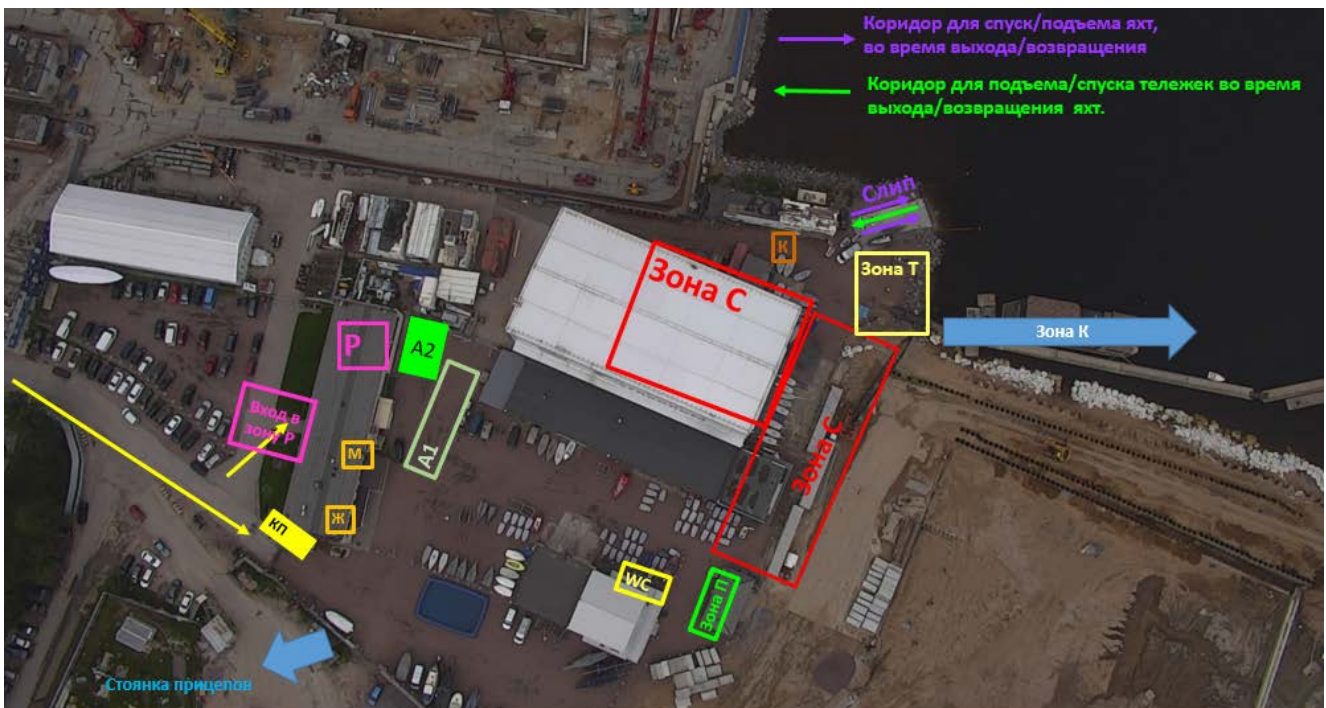 Коридор для спуск/подъема яхт,
во время выхода/возвращения
Коридор для подъема/спуска тележек во время
выхода/возвращения яхт.
Слип
К
Зона С
Зона Т
Зона К
Р
А2
А1
Вход в
зону Р
М
Ж
КП
Зона С
WC
Зона П
Стоянка прицепов